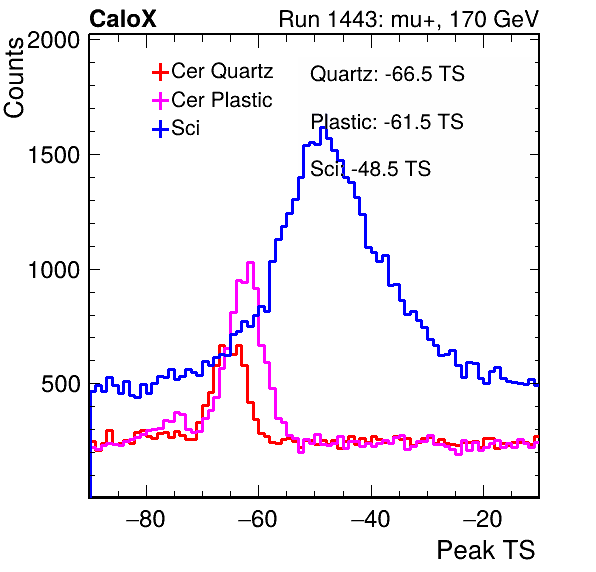 CaloX Run 1443: mu+, 170 GeV
Counts
2000
1500
1000
500
Cer Quartz
Cer Plastic
Sci
Quartz: -66.5 TS
Plastic: -61.5 TS
Sci: -48.5 TS
−80 −60 −40 −20
Peak TS